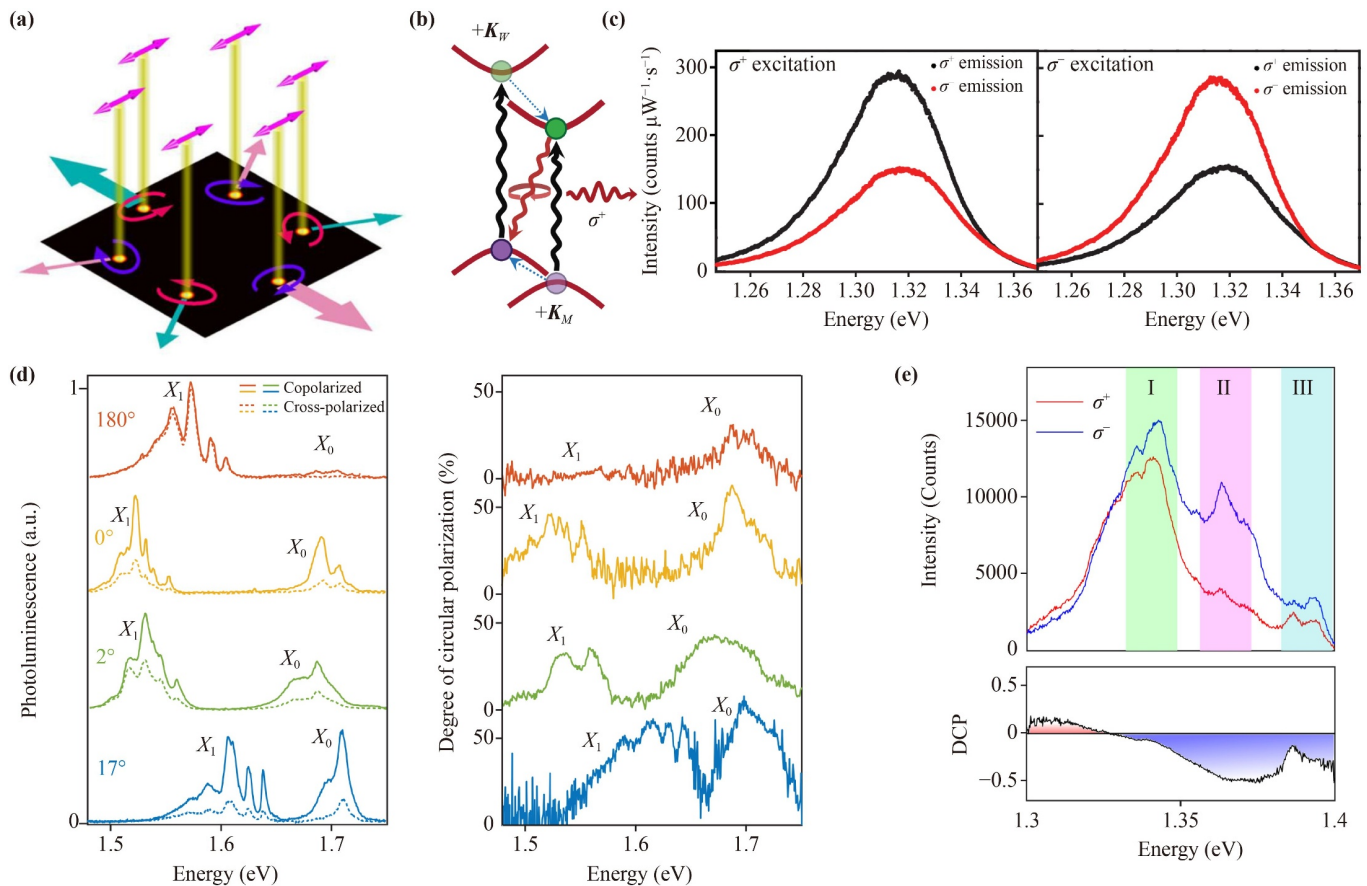 (a)
(b)
+K_W
σ⁺
+K_M
(c)
Intensity (counts μW⁻¹·s⁻¹)
300
200
100
0
σ⁺ excitation
σ⁺ emission
σ⁻ emission
1.26 1.28 1.30 1.32 1.34 1.36
Energy (eV)
σ⁻ excitation
σ⁺ emission
σ⁻ emission
1.26 1.28 1.30 1.32 1.34 1.36
Energy (eV)
(d)
Photoluminescence (a.u.)
1
0
Copolarized
Cross-polarized
180°
X₁
X₀
0°
X₁
X₀
2°
X₁
X₀
17°
X₁
X₀
1.5 1.6 1.7
Energy (eV)
Degree of circular polarization (%)
50
0
X₁
X₀
50
0
X₁
X₀
50
0
X₁
X₀
50
0
X₁
X₀
1.5 1.6 1.7
Energy (eV)
(e)
Intensity (Counts)
15000
10000
5000
0
σ⁺
σ⁻
I II III
DCP
0.5
0
−0.5
1.3 1.35 1.4
Energy (eV)